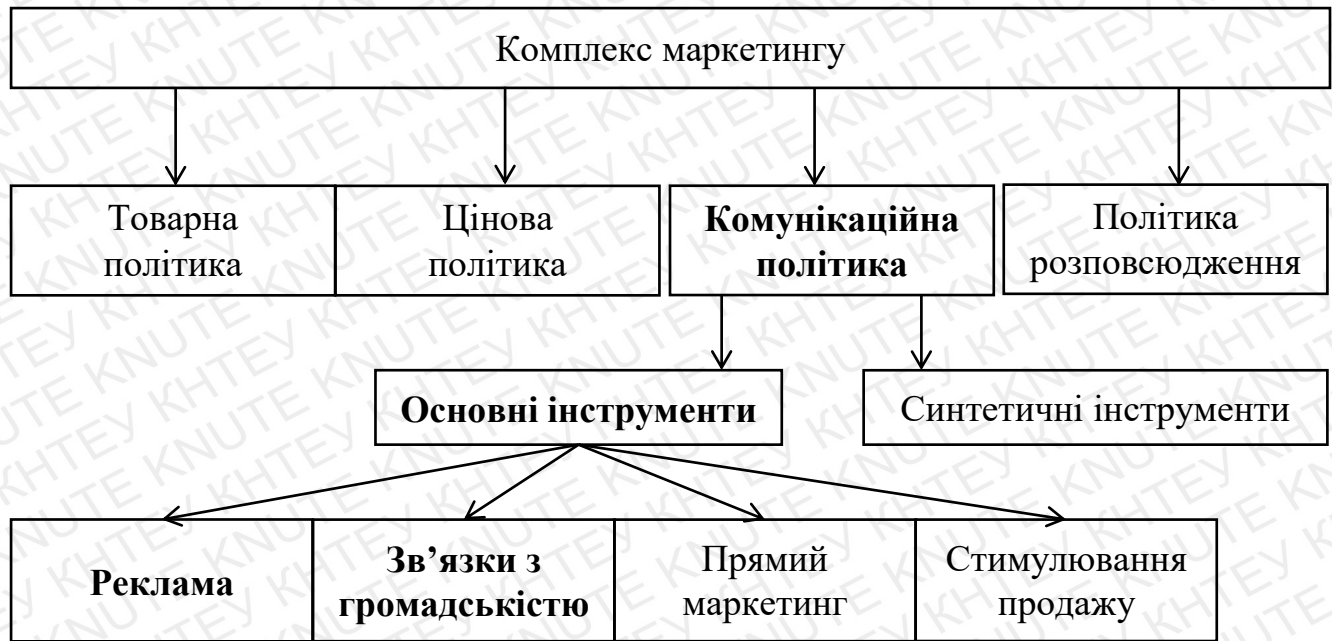 Комплекс маркетингу
Товарна
політика
Цінова
політика
Комунікаційна
політика
Політика
розповсюдження
Основні інструменти
Синтетичні інструменти
Реклама
Зв’язки з
громадськістю
Прямий
маркетинг
Стимулювання
продажу